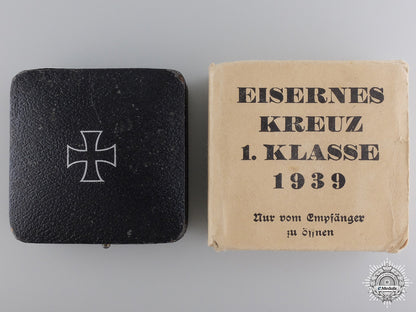 EISERNES
KREUZ
1. KLASSE
1939
Nur vom Empfänger
zu öffnen